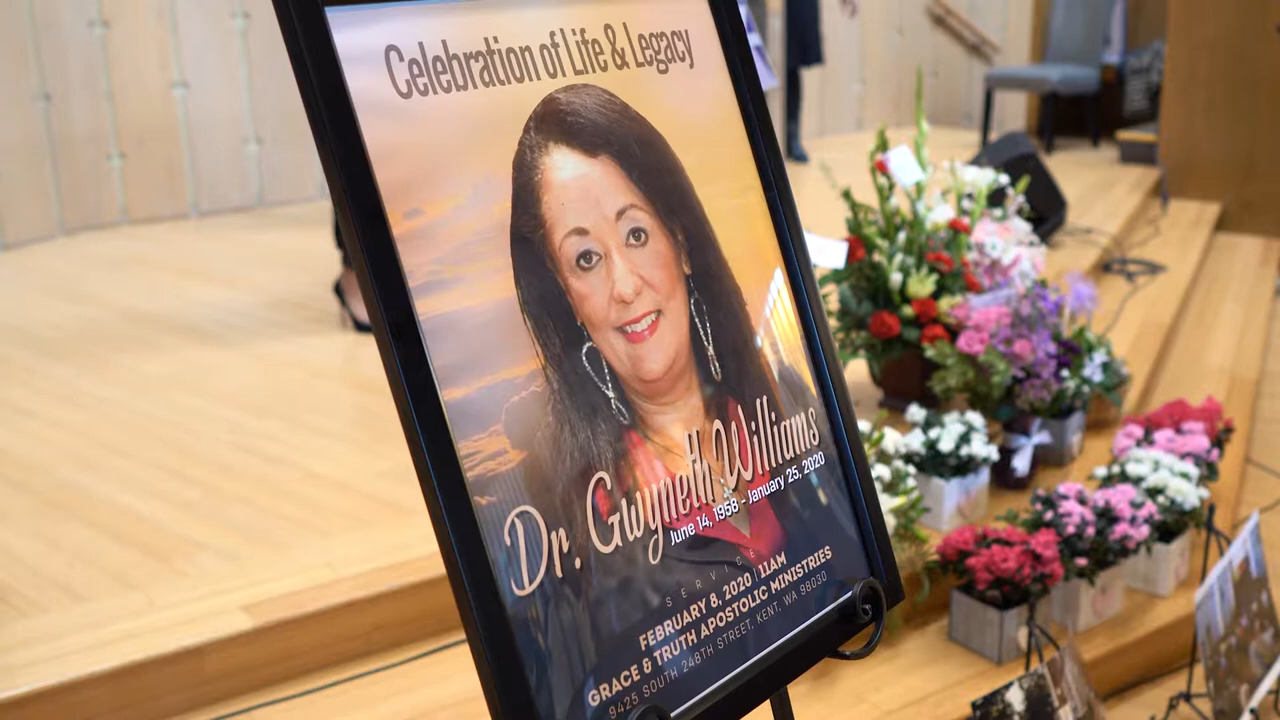 Celebration of Life & Legacy
Dr. Gwyneth Williams
June 14, 1958 - January 25, 2020
SERVICE
FEBRUARY 8, 2020 | 11AM
GRACE & TRUTH APOSTOLIC MINISTRIES
9425 SOUTH 248TH STREET, KENT, WA 98030